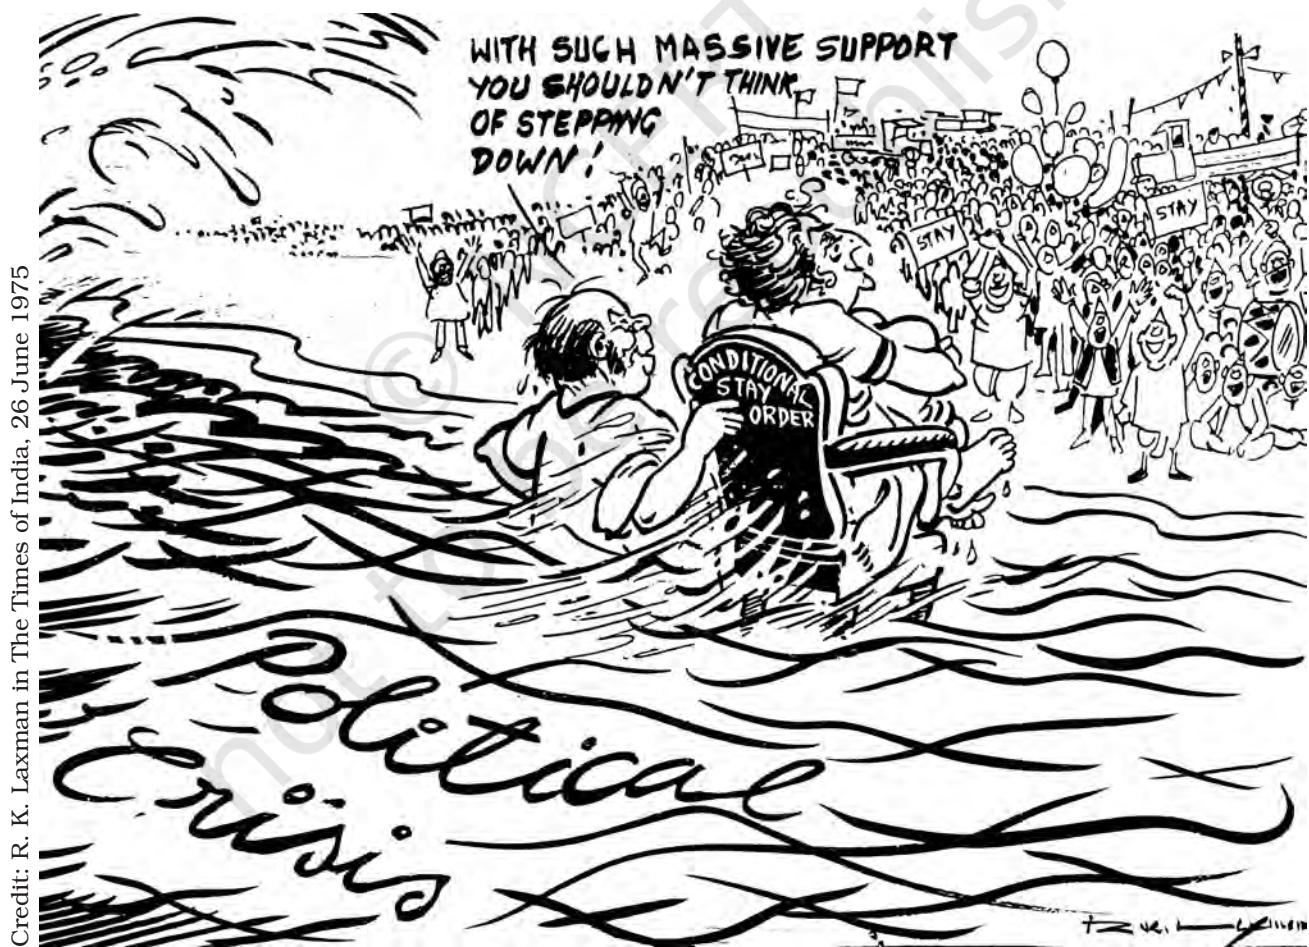 WITH SUCH MASSIVE SUPPORT
YOU SHOULDN'T THINK
OF STEPPING
DOWN!
STAY
STAY
CONDITIONAL
STAY
ORDER
Political
Crisis
Credit: R. K. Laxman in The Times of India, 26 June 1975